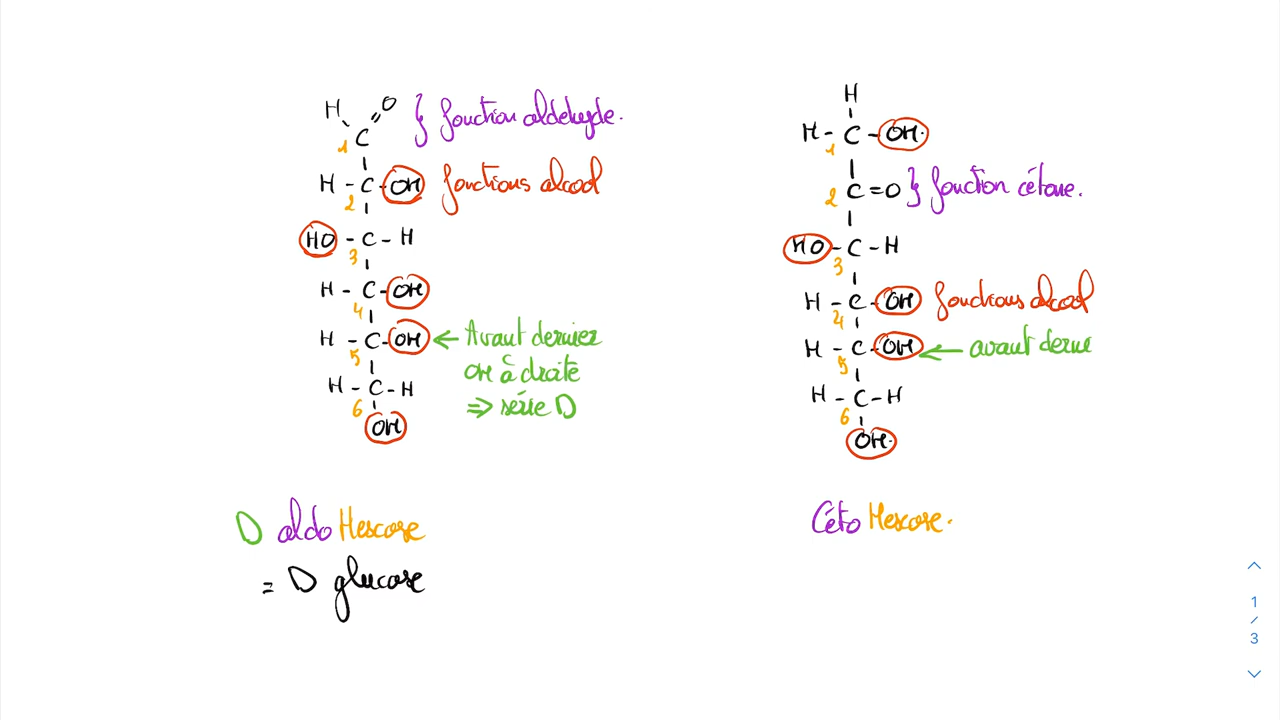 H O } fonction aldehyde.
C
1
H - C - OH fonctions alcool
2
HO - C - H
3
H - C - OH
4
H - C - OH ← Avant dernier
5 OH à droite
H - C - H ⇒ série D
6
OH
D aldo Hexose
= D glucose
H
H - C - OH
1
C = O } fonction cétone.
2
HO - C - H
3
H - C - OH fonctions alcool
4
H - C - OH ← avant derni
5
H - C - H
6
OH
Céto Hexose.
1
/
3